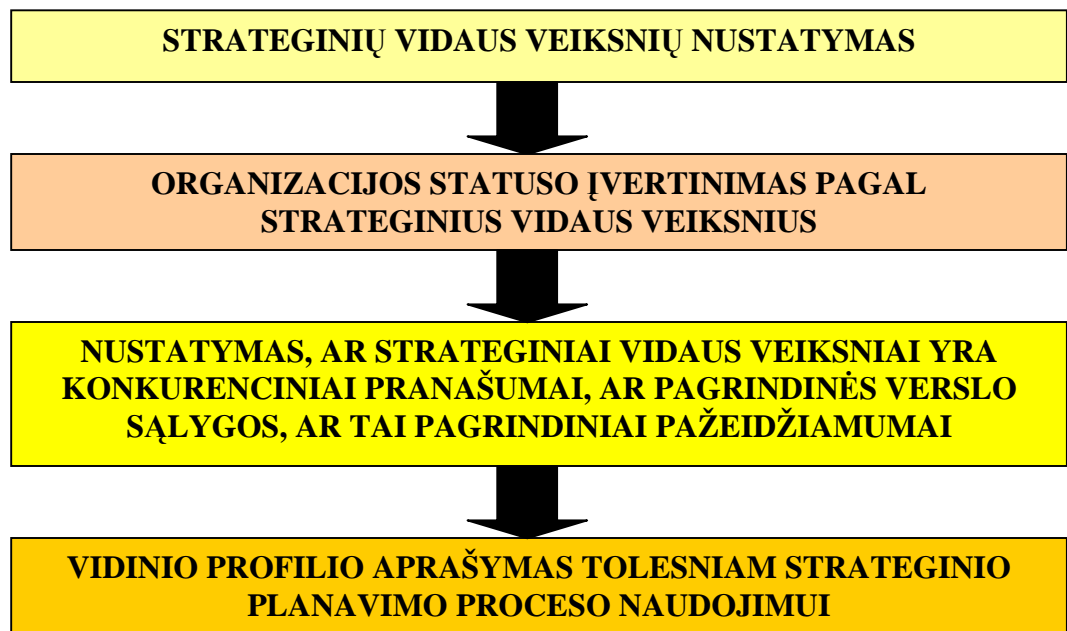 STRATEGINIŲ VIDAUS VEIKSNIŲ NUSTATYMAS
ORGANIZACIJOS STATUSO ĮVERTINIMAS PAGAL
STRATEGINIUS VIDAUS VEIKSNIUS
NUSTATYMAS, AR STRATEGINIAI VIDAUS VEIKSNIAI YRA
KONKURENCINIAI PRANAŠUMAI, AR PAGRINDINĖS VERSLO
SĄLYGOS, AR TAI PAGRINDINIAI PAŽEIDŽIAMUMAI
VIDINIO PROFILIO APRAŠYMAS TOLESNIAM STRATEGINIO
PLANAVIMO PROCESO NAUDOJIMUI